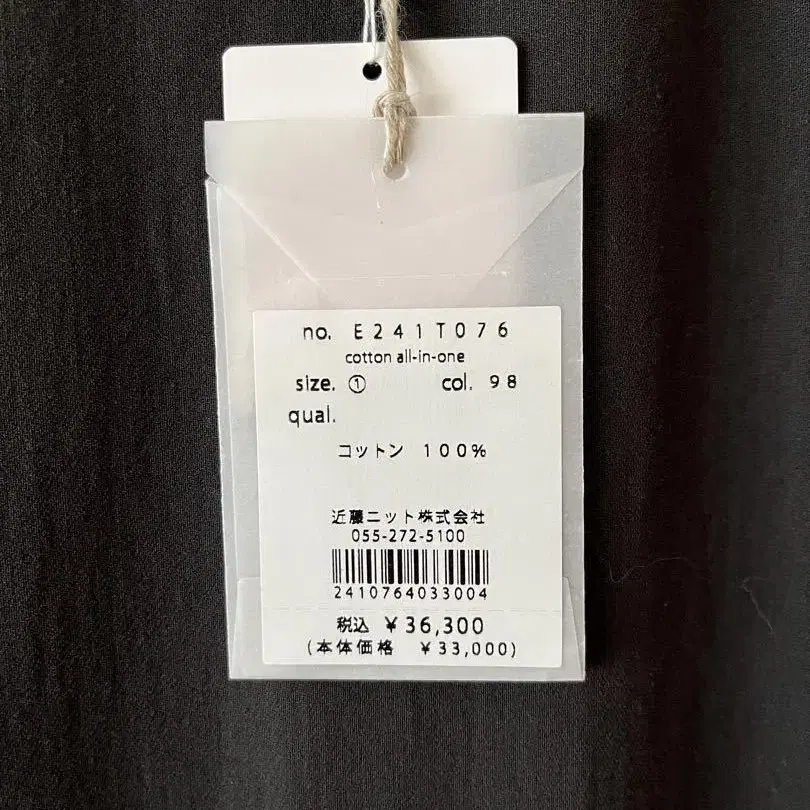 no. E241T076
cotton all-in-one
size. ① col. 98
qual.
コットン 100%
近藤ニット株式会社
055-272-5100
2410764033004
税込 ¥36,300
(本体価格 ¥33,000)